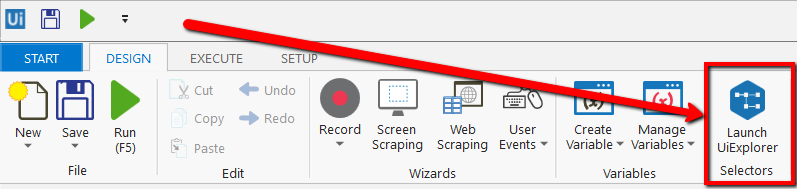 Ui
START DESIGN EXECUTE SETUP
New Save Run (F5)
File
Cut Undo
Copy Redo
Paste
Edit
Record Screen Scraping Web Scraping User Events
Wizards
(x) Create Variable (x) Manage Variables
Variables
Launch UiExplorer
Selectors